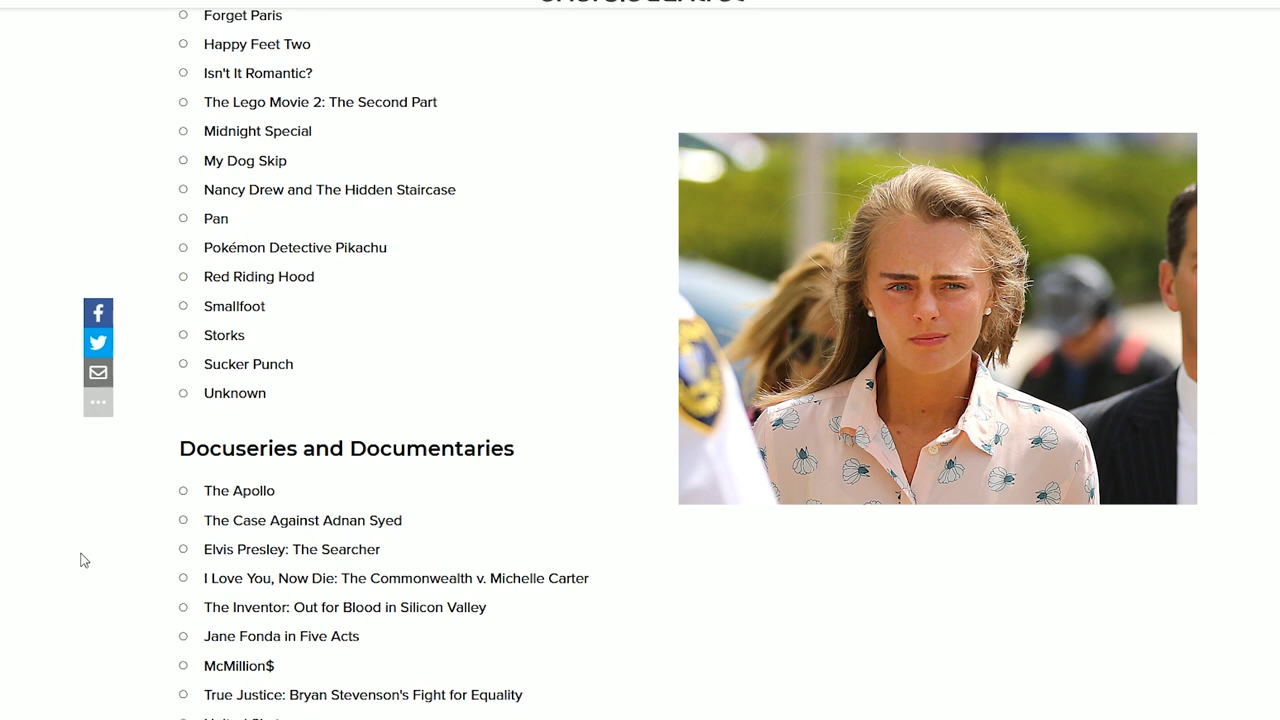 Forget Paris
Happy Feet Two
Isn't It Romantic?
The Lego Movie 2: The Second Part
Midnight Special
My Dog Skip
Nancy Drew and The Hidden Staircase
Pan
Pokémon Detective Pikachu
Red Riding Hood
Smallfoot
Storks
Sucker Punch
Unknown
Docuseries and Documentaries
The Apollo
The Case Against Adnan Syed
Elvis Presley: The Searcher
I Love You, Now Die: The Commonwealth v. Michelle Carter
The Inventor: Out for Blood in Silicon Valley
Jane Fonda in Five Acts
McMillion$
True Justice: Bryan Stevenson's Fight for Equality